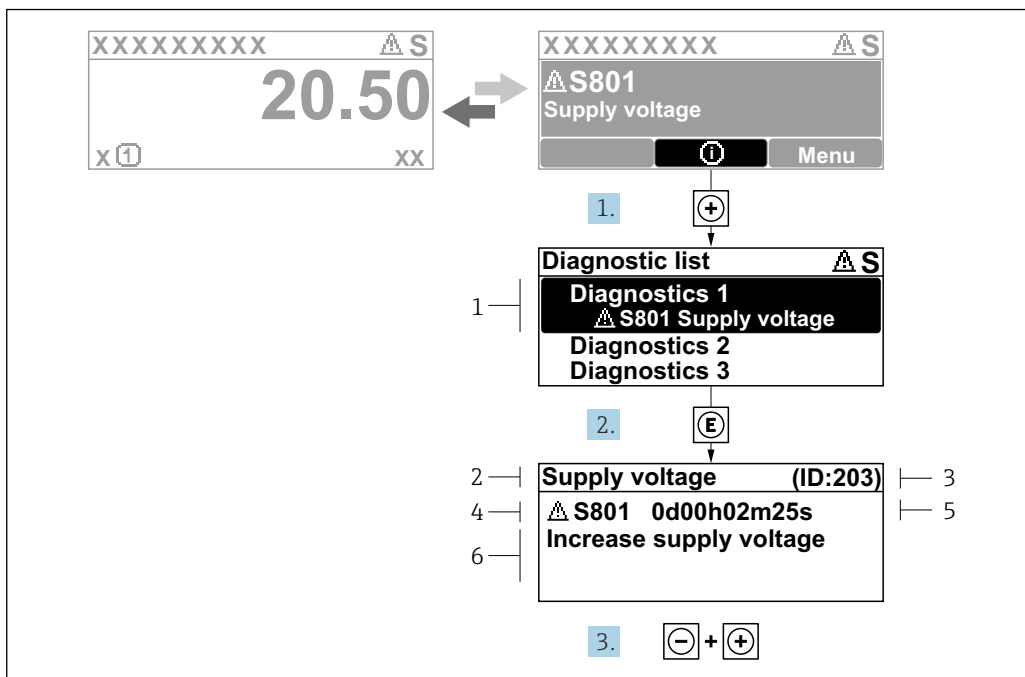 XXXXXXXXX ⚠ S
20.50
X ① XX
XXXXXXXXX ⚠ S
⚠ S801
Supply voltage
ⓘ Menu
1. +
Diagnostic list ⚠ S
1
Diagnostics 1
⚠ S801 Supply voltage
Diagnostics 2
Diagnostics 3
2. E
2 Supply voltage (ID:203) 3
4 ⚠ S801 0d00h02m25s 5
6 Increase supply voltage
3. - + +